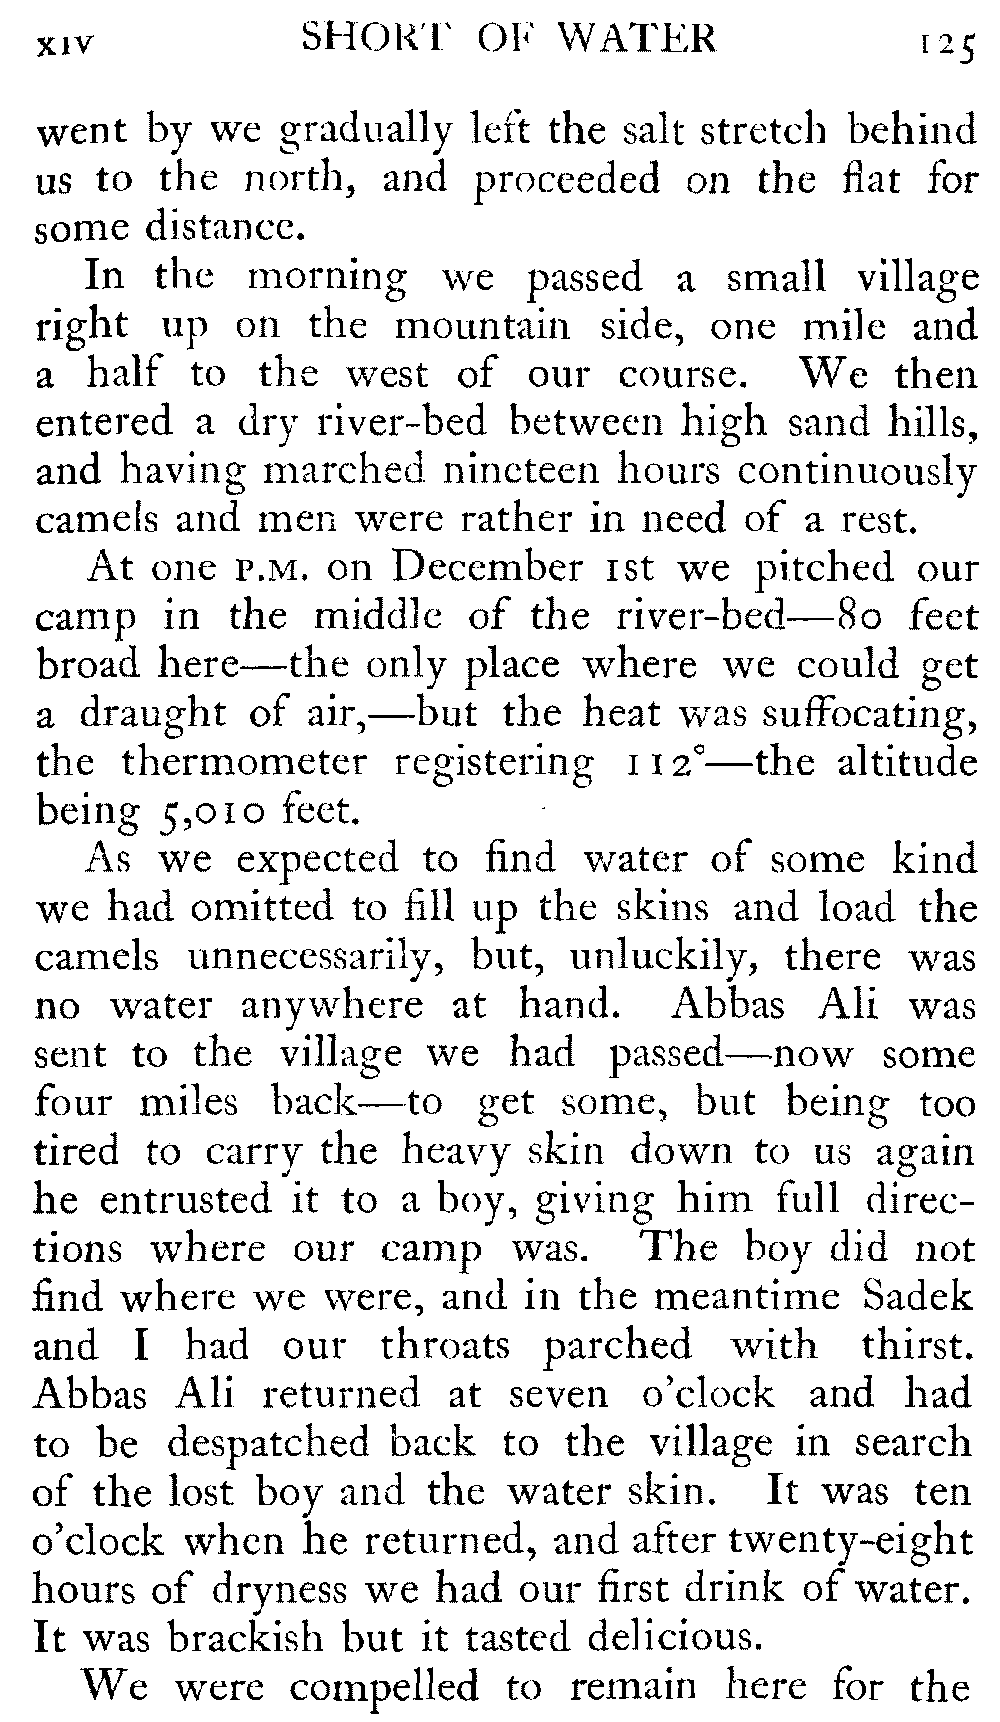 XIV SHORT OF WATER 125
went by we gradually left the salt stretch behind
us to the north, and proceeded on the flat for
some distance.
In the morning we passed a small village
right up on the mountain side, one mile and
a half to the west of our course. We then
entered a dry river-bed between high sand hills,
and having marched nineteen hours continuously
camels and men were rather in need of a rest.
At one P.M. on December 1st we pitched our
camp in the middle of the river-bed—80 feet
broad here—the only place where we could get
a draught of air,—but the heat was suffocating,
the thermometer registering 112°—the altitude
being 5,010 feet.
As we expected to find water of some kind
we had omitted to fill up the skins and load the
camels unnecessarily, but, unluckily, there was
no water anywhere at hand. Abbas Ali was
sent to the village we had passed—now some
four miles back—to get some, but being too
tired to carry the heavy skin down to us again
he entrusted it to a boy, giving him full direc-
tions where our camp was. The boy did not
find where we were, and in the meantime Sadek
and I had our throats parched with thirst.
Abbas Ali returned at seven o'clock and had
to be despatched back to the village in search
of the lost boy and the water skin. It was ten
o'clock when he returned, and after twenty-eight
hours of dryness we had our first drink of water.
It was brackish but it tasted delicious.
We were compelled to remain here for the